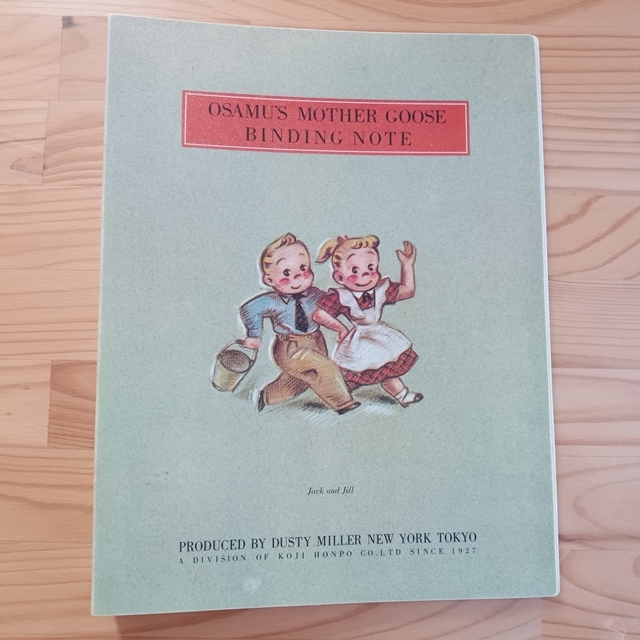 OSAMU'S MOTHER GOOSE
BINDING NOTE
Jack and Jill
PRODUCED BY DUSTY MILLER NEW YORK TOKYO
A DIVISION OF KOJI HONPO CO.,LTD SINCE 1927